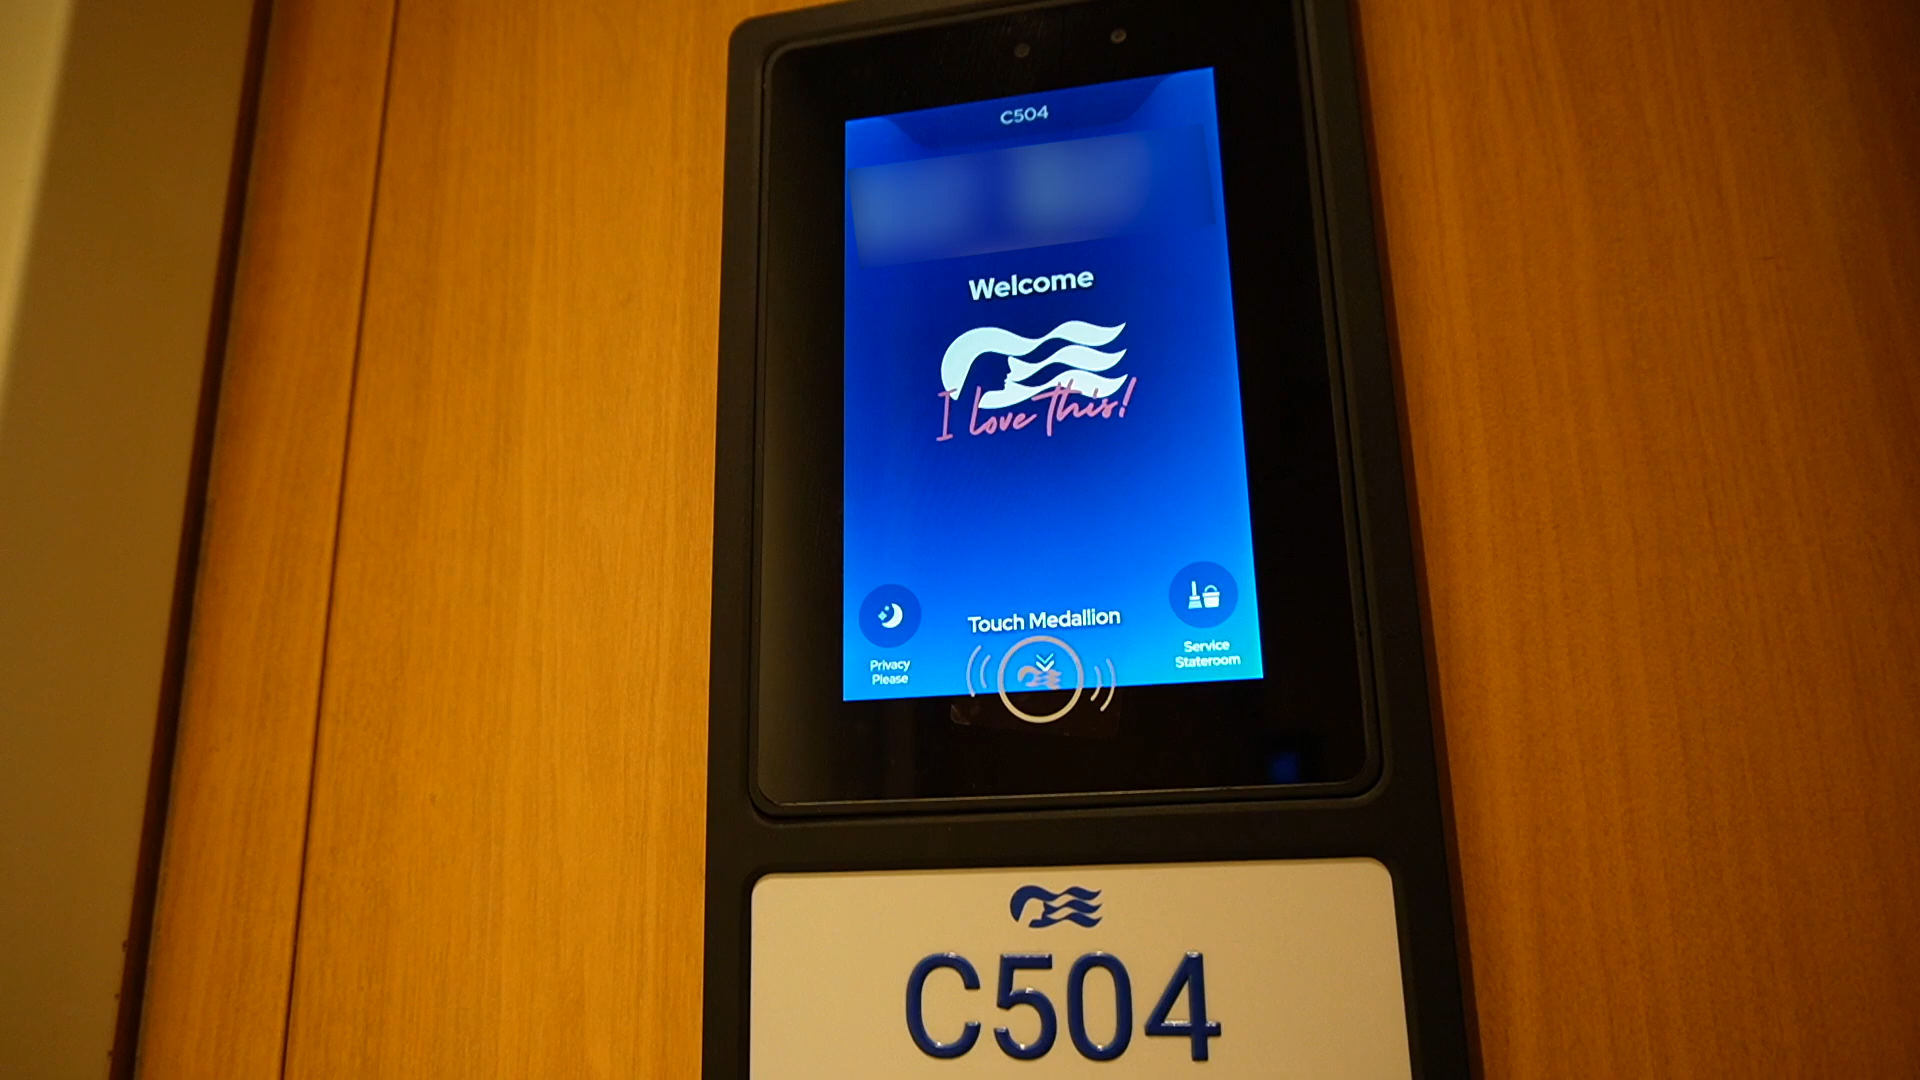 C504
Welcome
I love this!
Touch Medallion
Privacy
Please
Service
Stateroom
C504